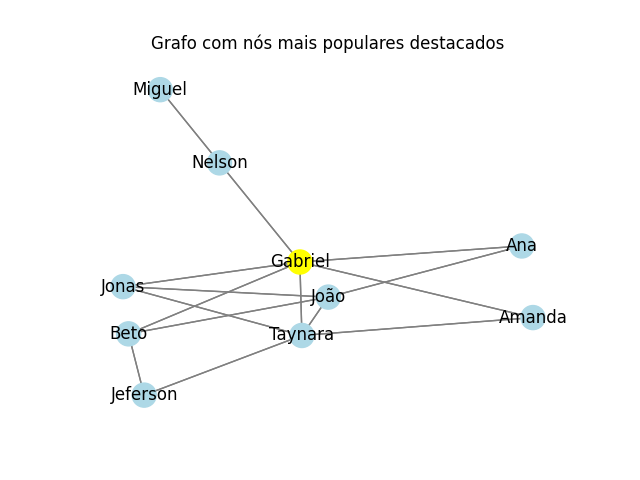 Grafo com nós mais populares destacados
Miguel
Nelson
Ana
Gabriel
Jonas
João
Amanda
Beto
Taynara
Jeferson